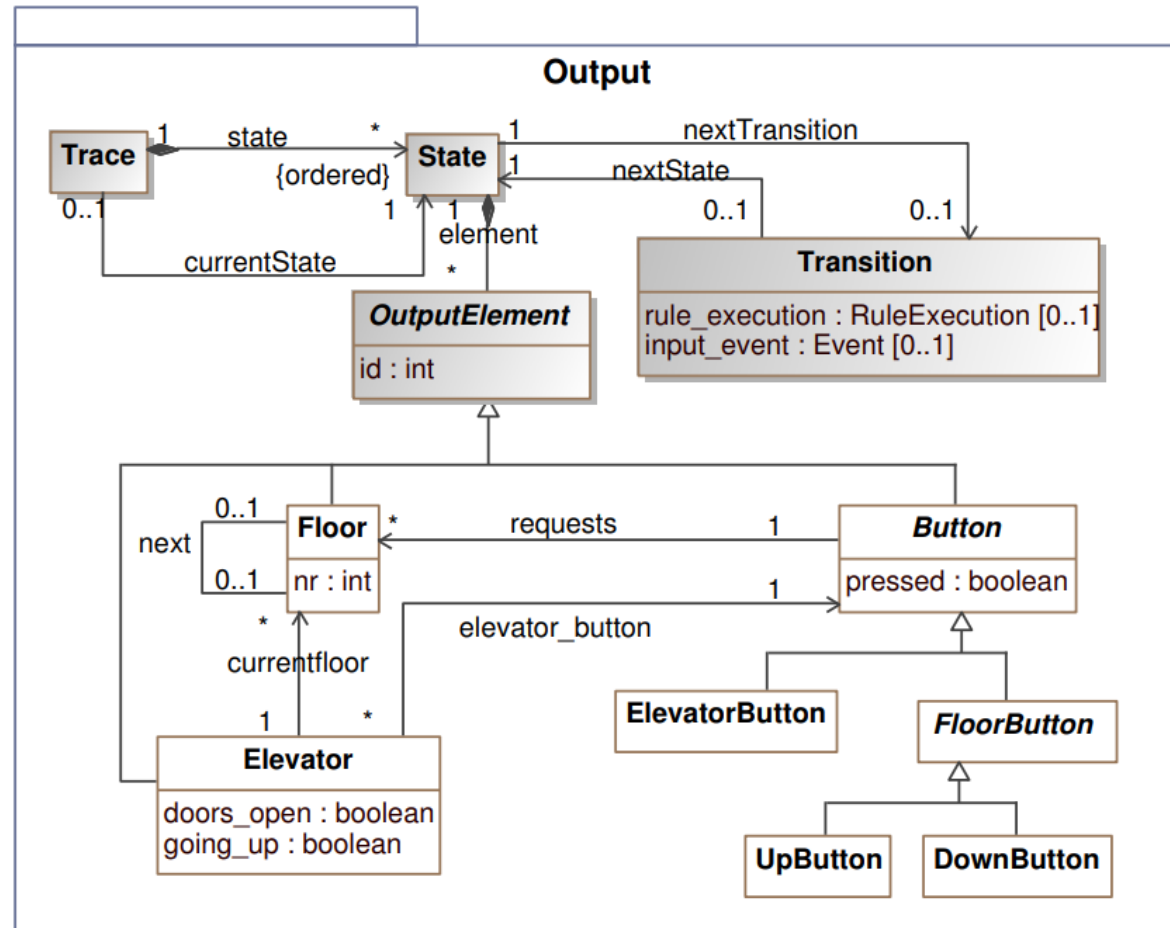 Output
1
state
*
{ordered}
Trace
State
0..1
1
currentState
1
nextTransition
1
nextState
0..1
0..1
1
element
*
Transition
rule_execution : RuleExecution [0..1]
input_event : Event [0..1]
OutputElement
id : int
0..1
next
0..1
Floor
nr : int
*
requests
1
Button
pressed : boolean
*
currentfloor
1
*
elevator_button
1
Elevator
doors_open : boolean
going_up : boolean
ElevatorButton
FloorButton
UpButton
DownButton